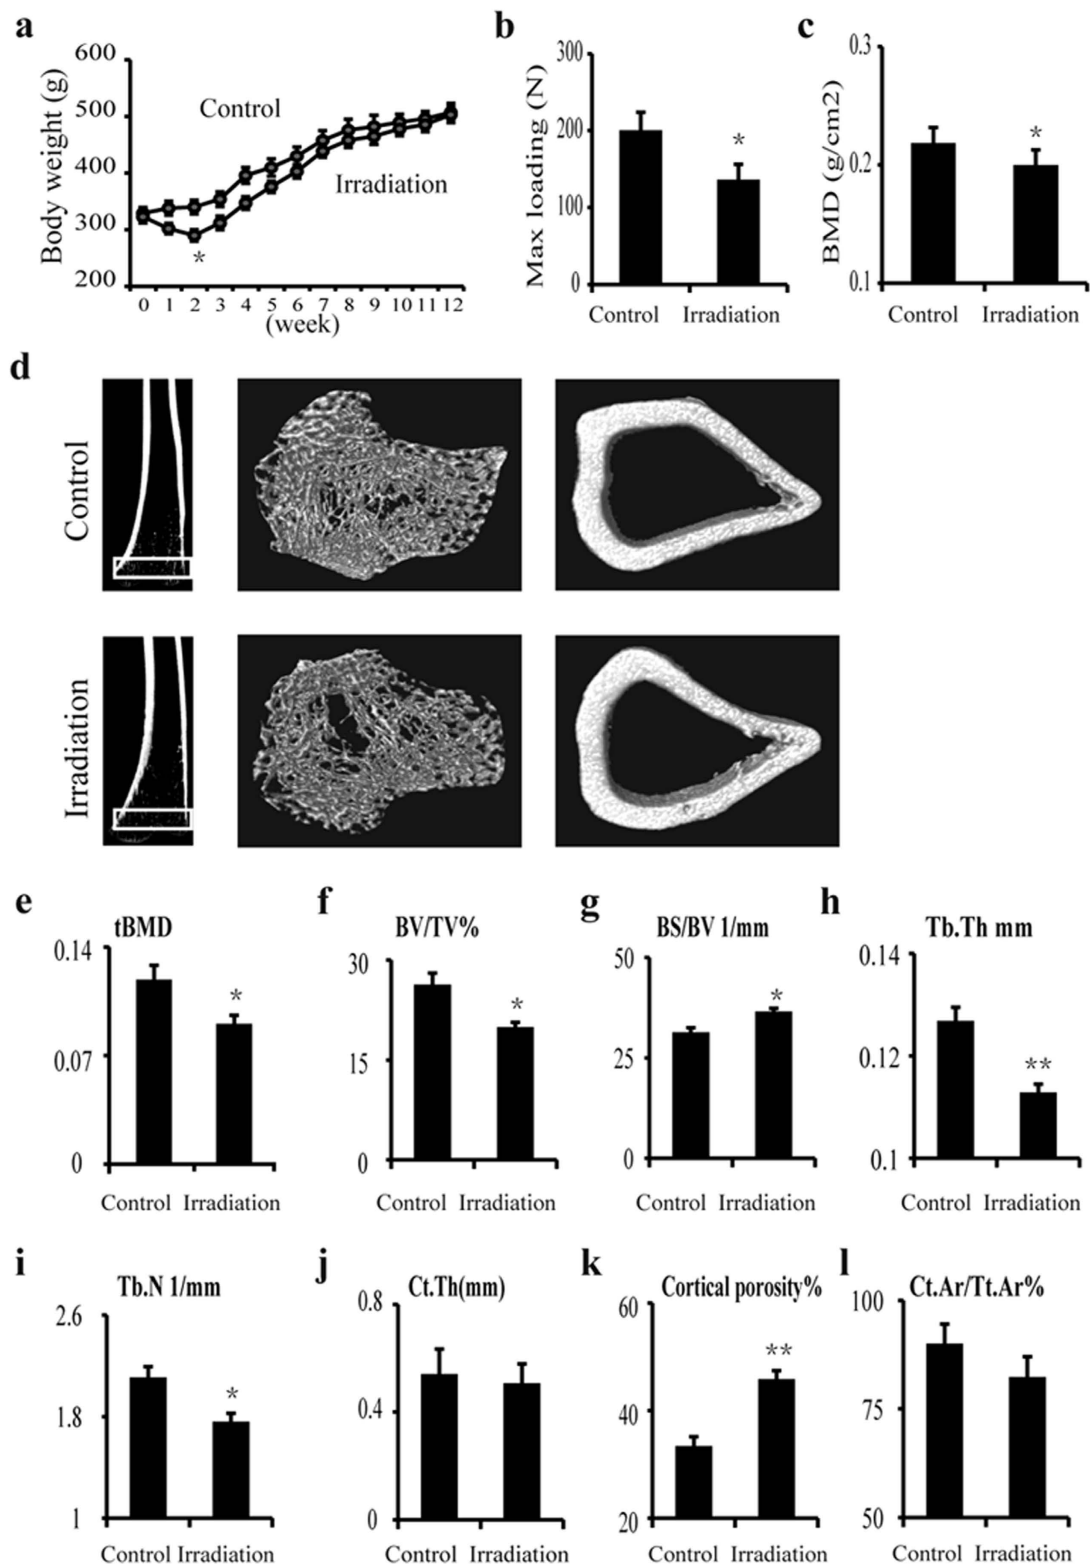 a
600
500
400
300
200
Body weight (g)
Control
Irradiation
*
0 1 2 3 4 5 6 7 8 9 10 11 12
(week)
b
300
200
100
0
Max loading (N)
*
Control Irradiation
c
0.3
0.2
0.1
BMD (g/cm2)
*
Control Irradiation
d
Control
Irradiation
e
tBMD
0.14
0.07
0
*
Control Irradiation
f
BV/TV%
30
15
0
*
Control Irradiation
g
BS/BV 1/mm
50
25
0
*
Control Irradiation
h
Tb.Th mm
0.14
0.12
0.1
**
Control Irradiation
i
Tb.N 1/mm
2.6
1.8
1
*
Control Irradiation
j
Ct.Th(mm)
0.8
0.4
0
Control Irradiation
k
Cortical porosity%
60
40
20
**
Control Irradiation
l
Ct.Ar/Tt.Ar%
100
75
50
Control Irradiation